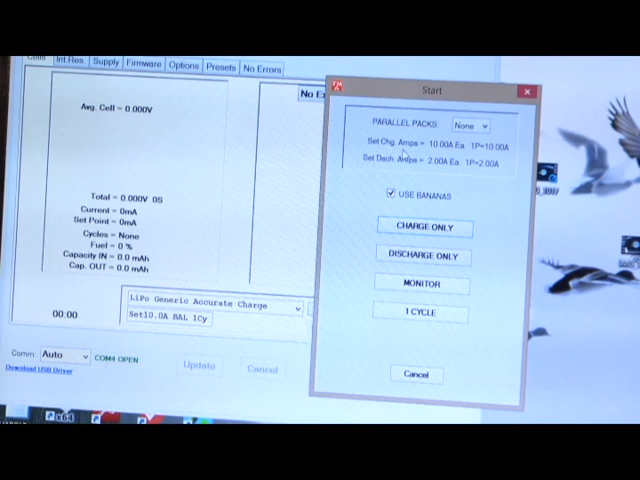 Cells Int Res. Supply Firmware Options Presets No Errors
Avg. Cell = 0.000V
Total = 0.000V 0S
Current = 0mA
Set Point = 0mA
Cycles = None
Fuel = 0 %
Capacity IN = 0.0 mAh
Cap. OUT = 0.0 mAh
00:00
LiPo Generic Accurate Charge
Set10.0A BAL 1Cy
Comm: Auto COM4 OPEN
Download USB Driver
Update Cancel
No E
Start
PARALLEL PACKS: None
Set Chg. Amps = 10.00A Ea. 1P=10.00A
Set Dsch. Amps = 2.00A Ea. 1P=2.00A
USE BANANAS
CHARGE ONLY
DISCHARGE ONLY
MONITOR
1 CYCLE
Cancel
x64